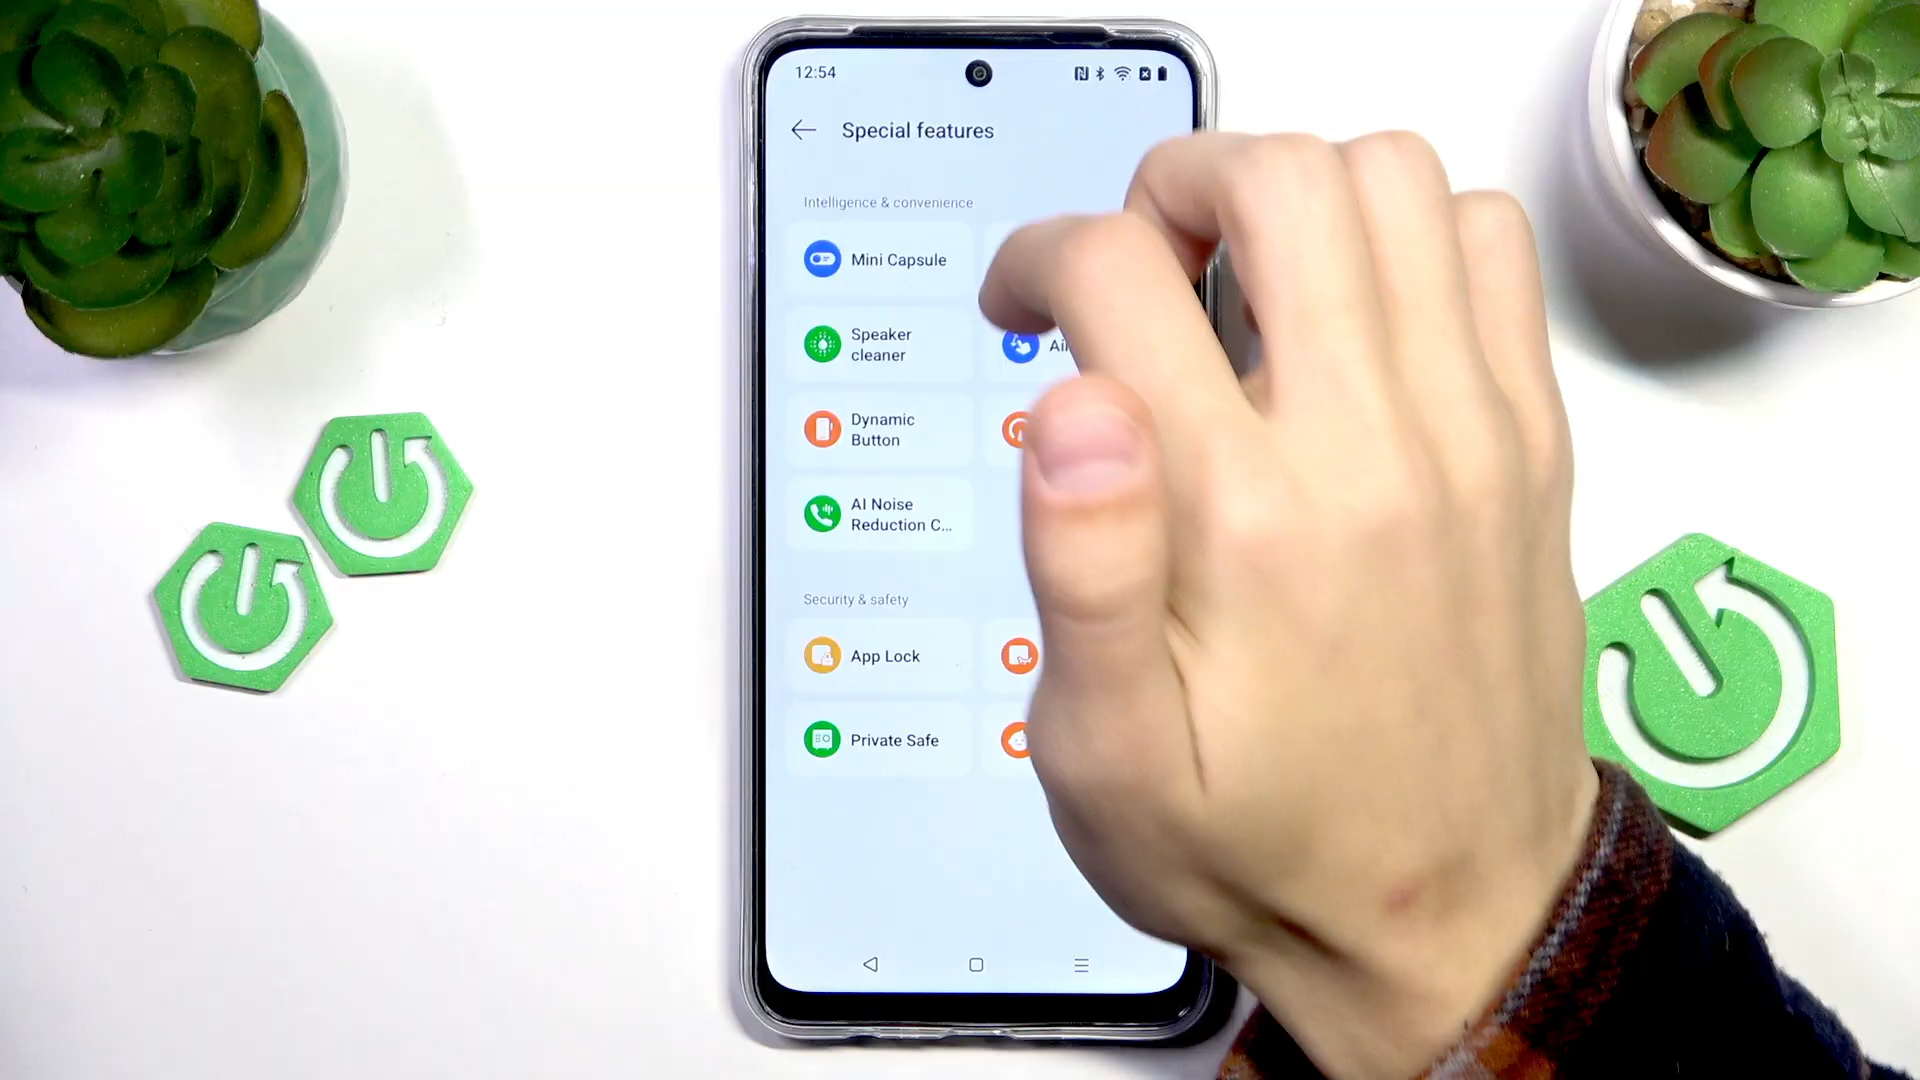 12:54
Special features
Intelligence & convenience
Mini Capsule
Speaker
cleaner
Dynamic
Button
AI Noise
Reduction C...
Security & safety
App Lock
Private Safe